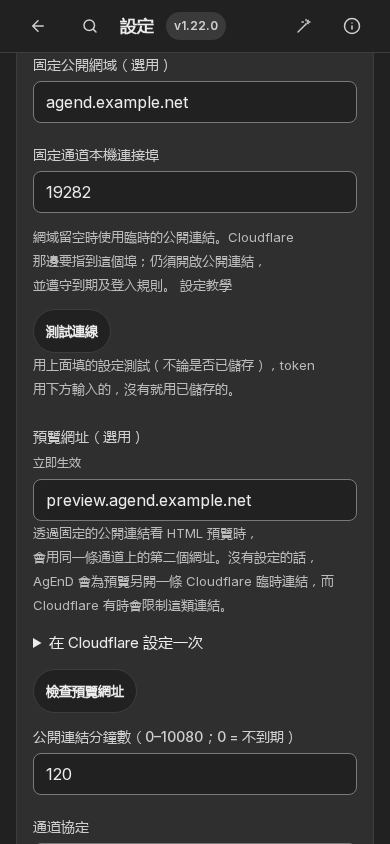 設定 v1.22.0
固定公開網域（選用）
agend.example.net
固定通道本機連接埠
19282
網域留空時使用臨時的公開連結。Cloudflare
那邊要指到這個埠；仍須開啟公開連結，
並遵守到期及登入規則。 設定教學
測試連線
用上面填的設定測試（不論是否已儲存），token
用下方輸入的，沒有就用已儲存的。
預覽網址（選用）
立即生效
preview.agend.example.net
透過固定的公開連結看 HTML 預覽時，
會用同一條通道上的第二個網址。沒有設定的話，
AgEnD 會為預覽另開一條 Cloudflare 臨時連結，而
Cloudflare 有時會限制這類連結。
▶ 在 Cloudflare 設定一次
檢查預覽網址
公開連結分鐘數（0–10080；0 = 不到期）
120
通道協定